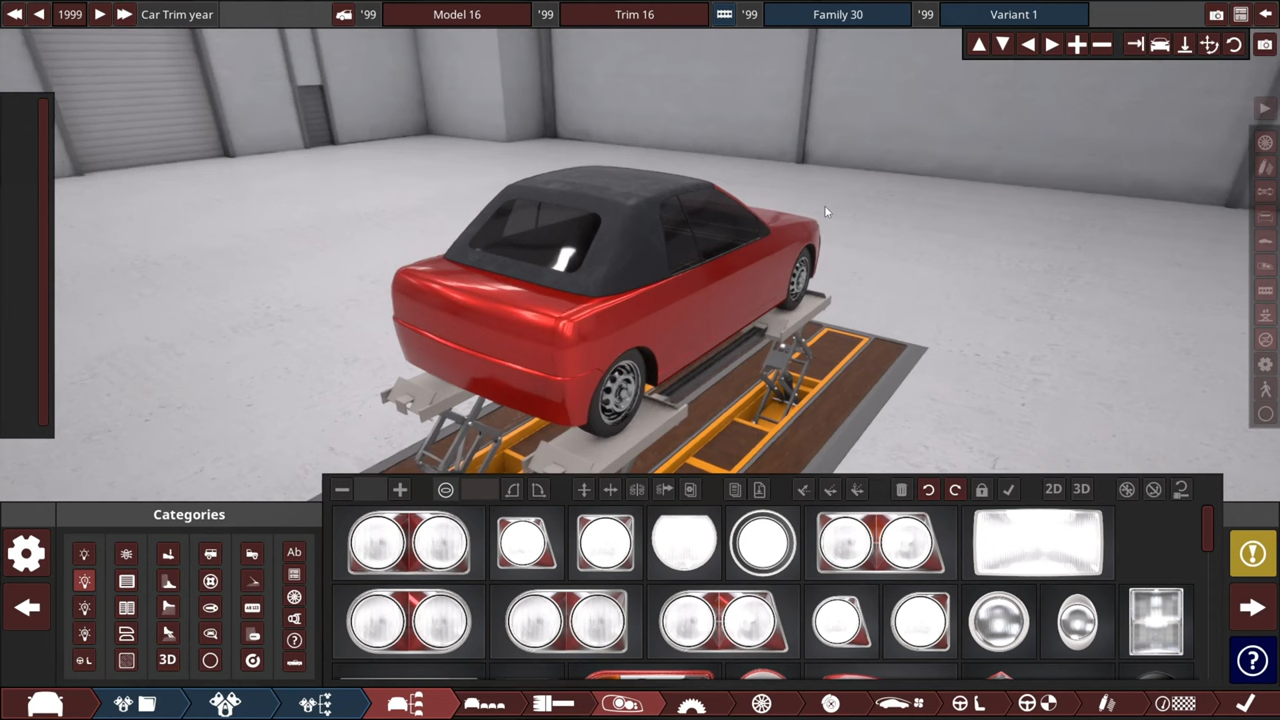 1999 Car Trim year '99 Model 16 '99 Trim 16 '99 Family 30 '99 Variant 1
2D 3D
Categories
Ab
L 3D
L